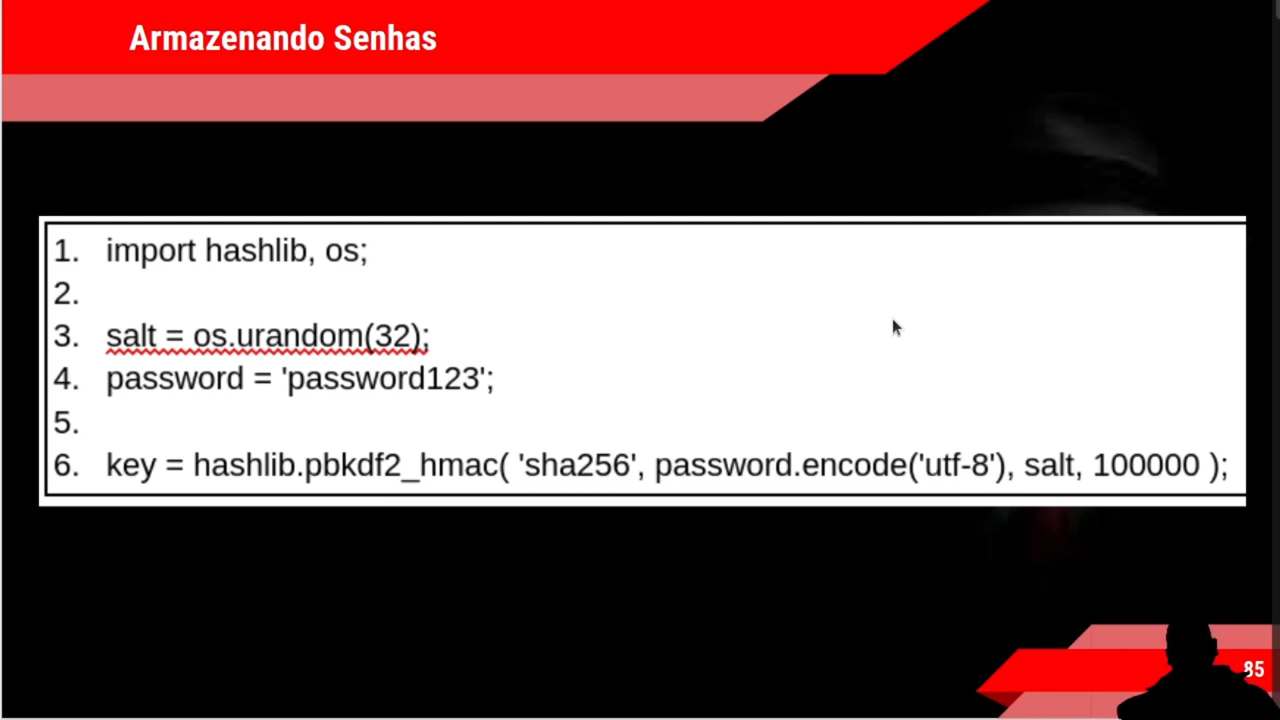 Armazenando Senhas
1. import hashlib, os;
2.
3. salt = os.urandom(32);
4. password = 'password123';
5.
6. key = hashlib.pbkdf2_hmac( 'sha256', password.encode('utf-8'), salt, 100000 );
85